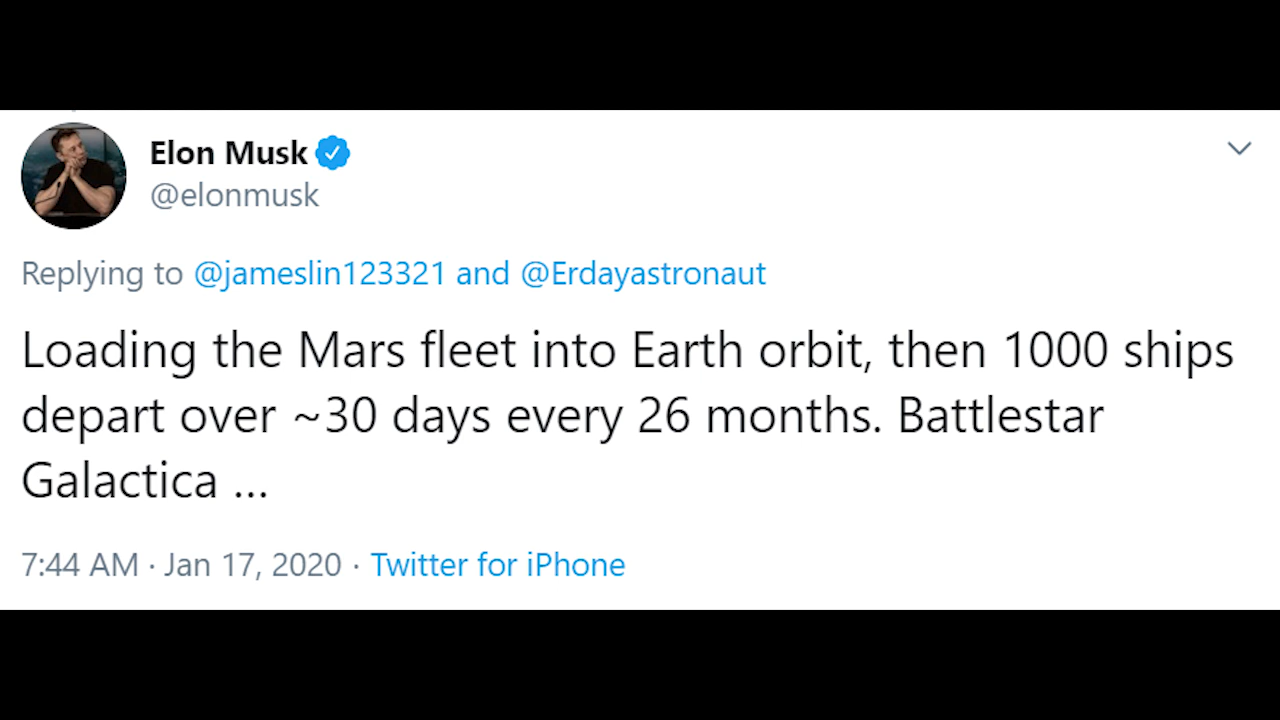 Elon Musk
@elonmusk
Replying to @jameslin123321 and @Erdayastronaut
Loading the Mars fleet into Earth orbit, then 1000 ships
depart over ~30 days every 26 months. Battlestar
Galactica ...
7:44 AM · Jan 17, 2020 · Twitter for iPhone